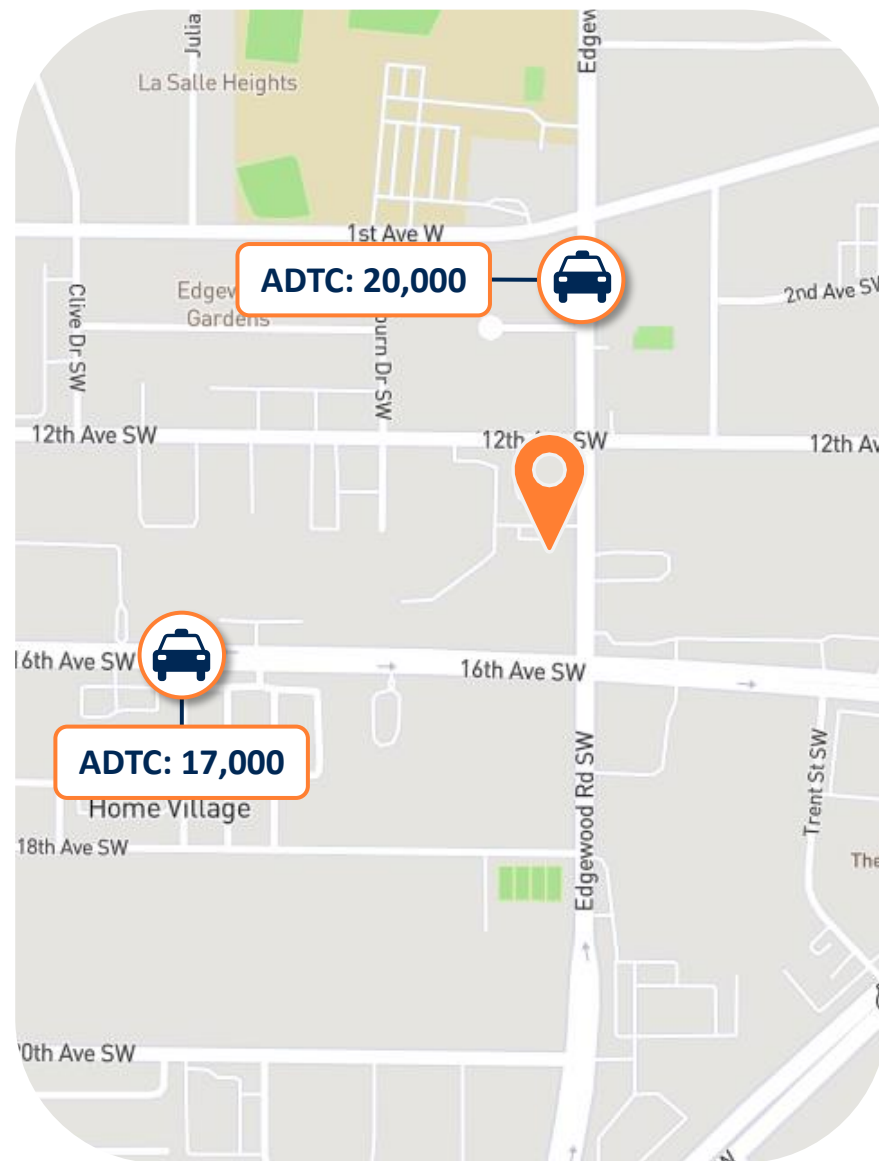 Julia
Edgew
La Salle Heights
1st Ave W
ADTC: 20,000
Edgew
Gardens
2nd Ave SW
Clive Dr SW
burn Dr SW
12th Ave SW
12th Ave SW
12th Av
16th Ave SW
16th Ave SW
ADTC: 17,000
Home Village
Edgewood Rd SW
Trent St SW
18th Ave SW
The
0th Ave SW
W